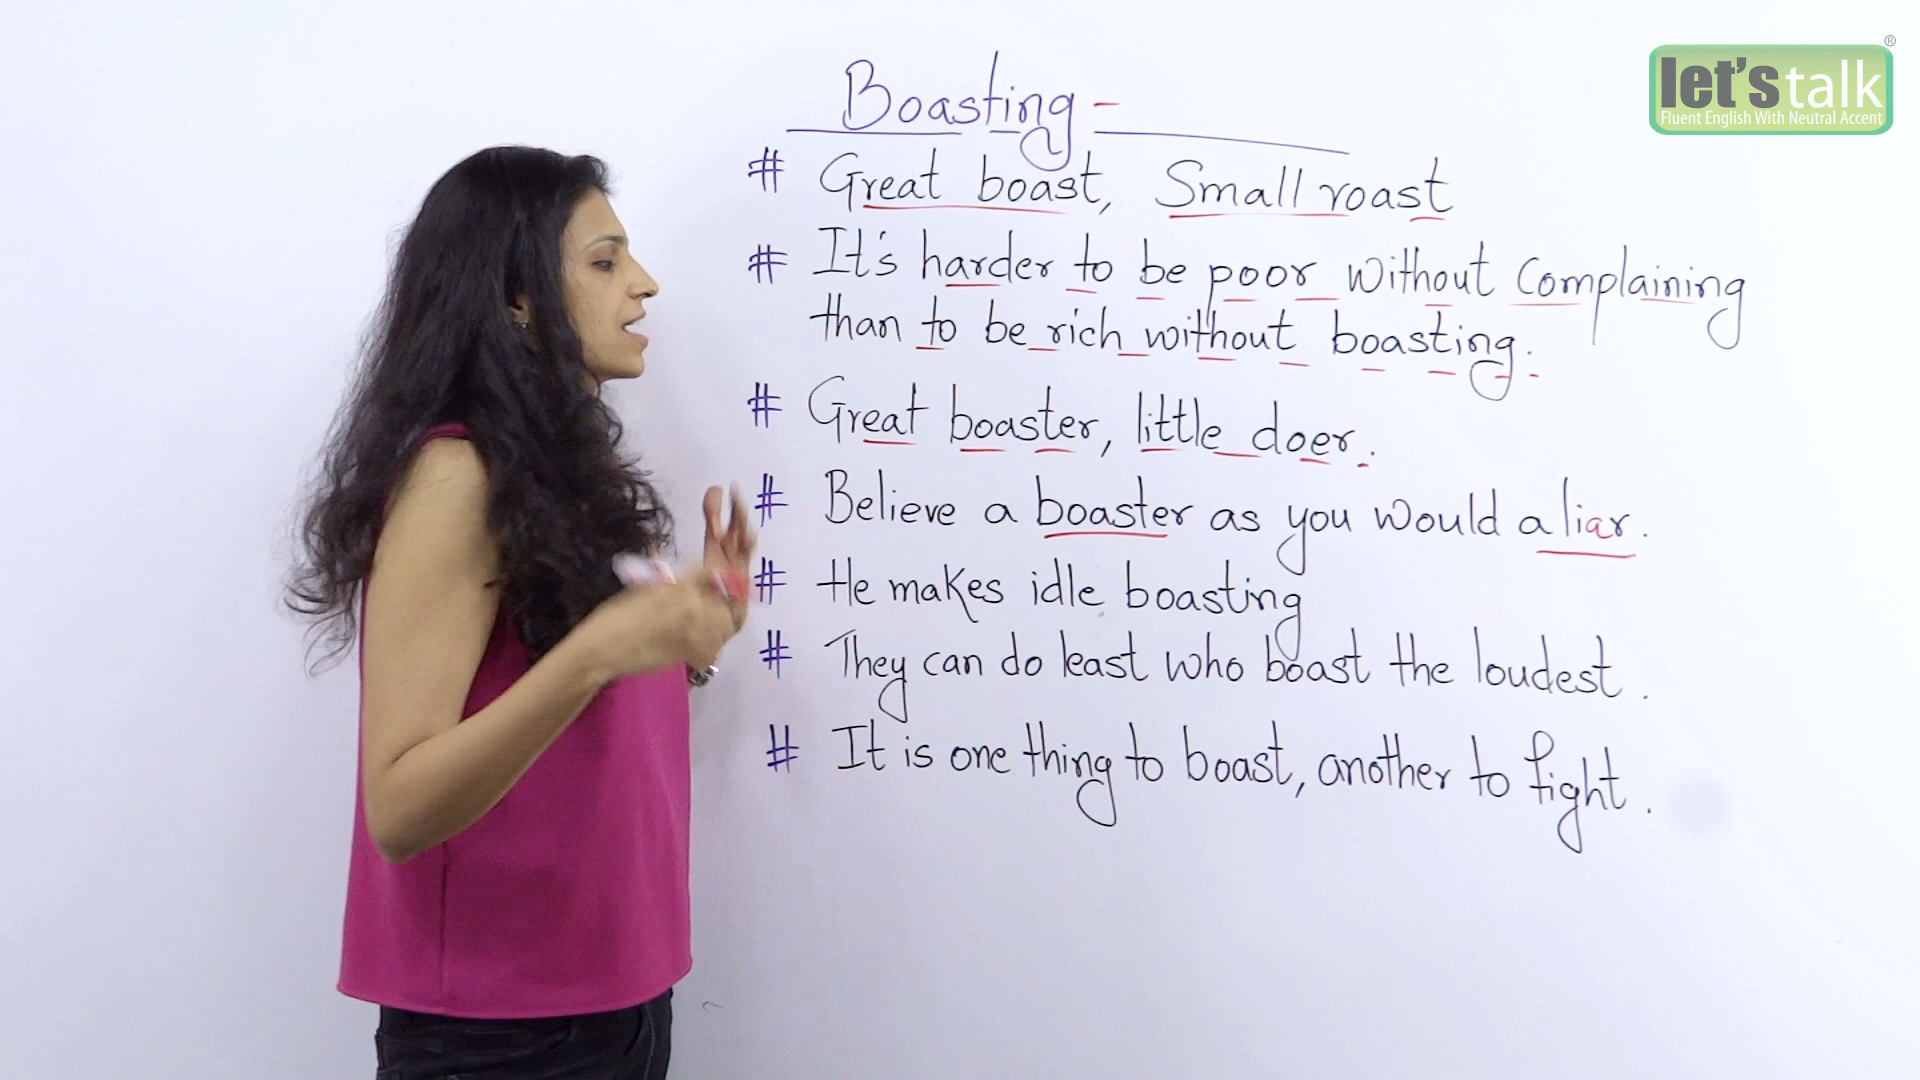 let's talk ®
Fluent English With Neutral Accent
Boasting -
# Great boast, Small roast
# It's harder to be poor without Complaining
than to be rich without boasting.
# Great boaster, little doer.
# Believe a boaster as you would a liar.
# He makes idle boasting
# They can do least who boast the loudest.
# It is one thing to boast, another to fight.